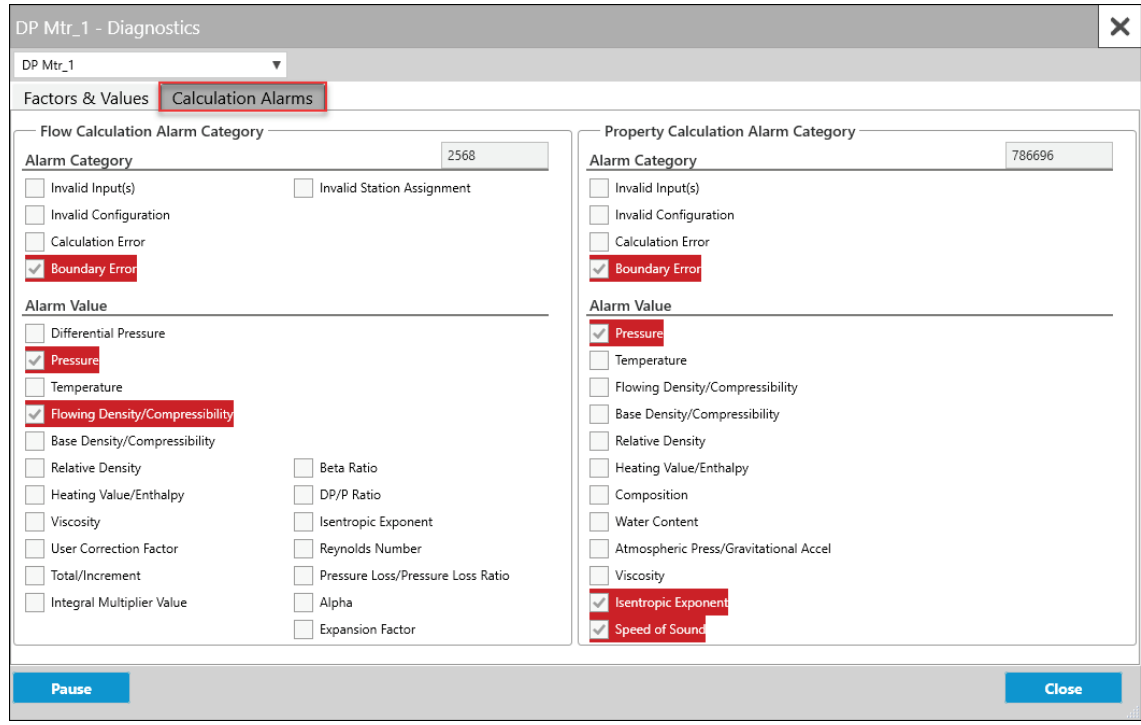 DP Mtr_1 - Diagnostics
DP Mtr_1
Factors & Values
Calculation Alarms
Flow Calculation Alarm Category
Alarm Category
2568
Invalid Input(s)
Invalid Station Assignment
Invalid Configuration
Calculation Error
Boundary Error
Alarm Value
Differential Pressure
Pressure
Temperature
Flowing Density/Compressibility
Base Density/Compressibility
Relative Density
Beta Ratio
Heating Value/Enthalpy
DP/P Ratio
Viscosity
Isentropic Exponent
User Correction Factor
Reynolds Number
Total/Increment
Pressure Loss/Pressure Loss Ratio
Integral Multiplier Value
Alpha
Expansion Factor
Property Calculation Alarm Category
Alarm Category
786696
Invalid Input(s)
Invalid Configuration
Calculation Error
Boundary Error
Alarm Value
Pressure
Temperature
Flowing Density/Compressibility
Base Density/Compressibility
Relative Density
Heating Value/Enthalpy
Composition
Water Content
Atmospheric Press/Gravitational Accel
Viscosity
Isentropic Exponent
Speed of Sound
Pause
Close